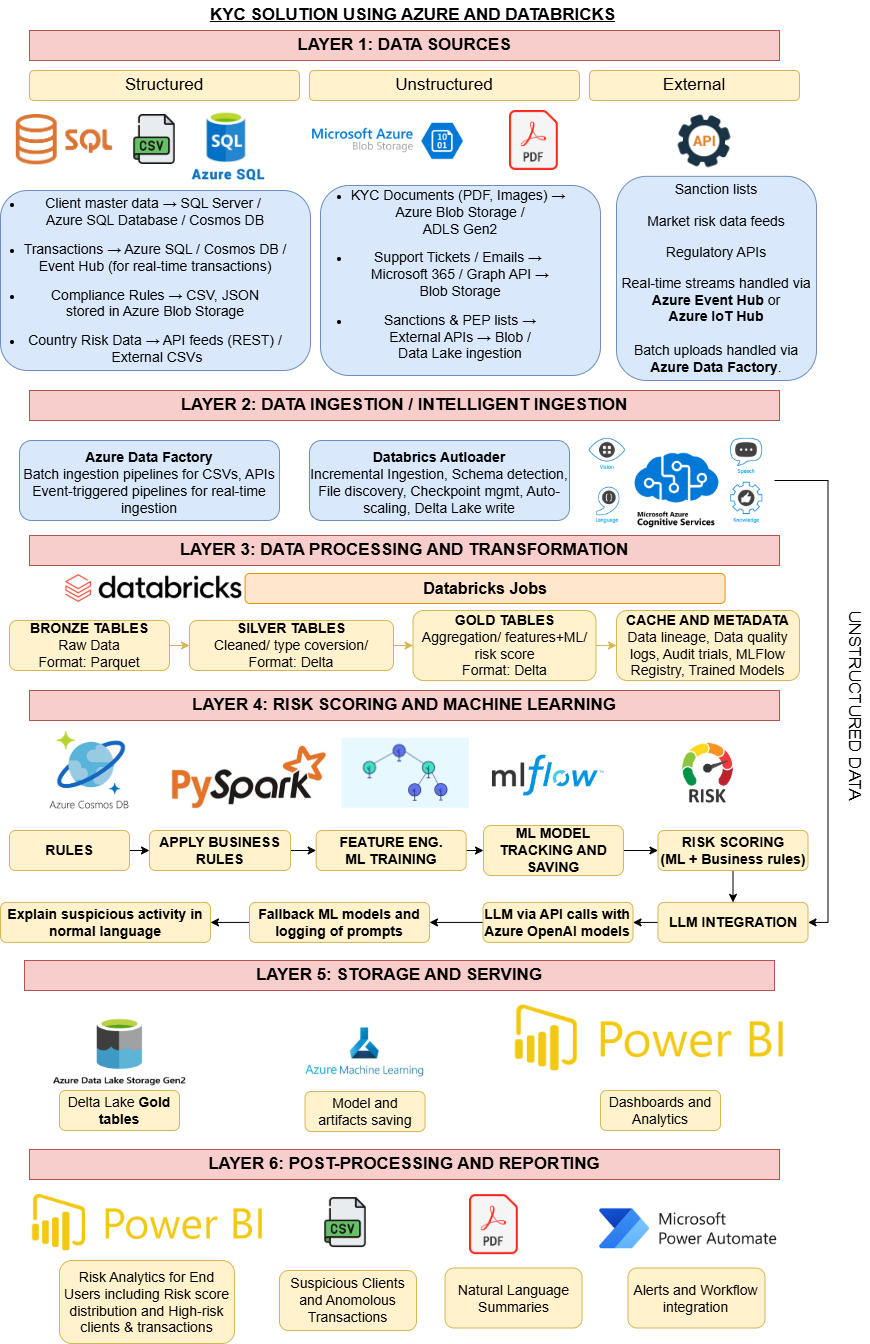 KYC SOLUTION USING AZURE AND DATABRICKS
LAYER 1: DATA SOURCES
Structured
Unstructured
External
SQL
CSV
SQL
Azure SQL
Microsoft Azure
Blob Storage
10
01
PDF
API
Client master data → SQL Server /
Azure SQL Database / Cosmos DB
Transactions → Azure SQL / Cosmos DB /
Event Hub (for real-time transactions)
Compliance Rules → CSV, JSON
stored in Azure Blob Storage
Country Risk Data → API feeds (REST) /
External CSVs
KYC Documents (PDF, Images) →
Azure Blob Storage /
ADLS Gen2
Support Tickets / Emails →
Microsoft 365 / Graph API →
Blob Storage
Sanctions & PEP lists →
External APIs → Blob /
Data Lake ingestion
Sanction lists
Market risk data feeds
Regulatory APIs
Real-time streams handled via
Azure Event Hub or
Azure IoT Hub
Batch uploads handled via
Azure Data Factory.
LAYER 2: DATA INGESTION / INTELLIGENT INGESTION
Azure Data Factory
Batch ingestion pipelines for CSVs, APIs
Event-triggered pipelines for real-time
ingestion
Databrics Autloader
Incremental Ingestion, Schema detection,
File discovery, Checkpoint mgmt, Auto-
scaling, Delta Lake write
Vision
Speech
Language
Microsoft Azure
Cognitive Services
Knowledge
UNSTRUCTURED DATA
LAYER 3: DATA PROCESSING AND TRANSFORMATION
databricks
Databricks Jobs
BRONZE TABLES
Raw Data
Format: Parquet
SILVER TABLES
Cleaned/ type coversion/
Format: Delta
GOLD TABLES
Aggregation/ features+ML/
risk score
Format: Delta
CACHE AND METADATA
Data lineage, Data quality
logs, Audit trials, MLFlow
Registry, Trained Models
LAYER 4: RISK SCORING AND MACHINE LEARNING
Azure Cosmos DB
PySpark
mlflow™
RISK
RULES
APPLY BUSINESS
RULES
FEATURE ENG.
ML TRAINING
ML MODEL
TRACKING AND
SAVING
RISK SCORING
(ML + Business rules)
Explain suspicious activity in
normal language
Fallback ML models and
logging of prompts
LLM via API calls with
Azure OpenAI models
LLM INTEGRATION
LAYER 5: STORAGE AND SERVING
Azure Data Lake Storage Gen2
Azure Machine Learning
Power BI
Delta Lake Gold
tables
Model and
artifacts saving
Dashboards and
Analytics
LAYER 6: POST-PROCESSING AND REPORTING
Power BI
CSV
PDF
Microsoft
Power Automate
Risk Analytics for End
Users including Risk score
distribution and High-risk
clients & transactions
Suspicious Clients
and Anomolous
Transactions
Natural Language
Summaries
Alerts and Workflow
integration